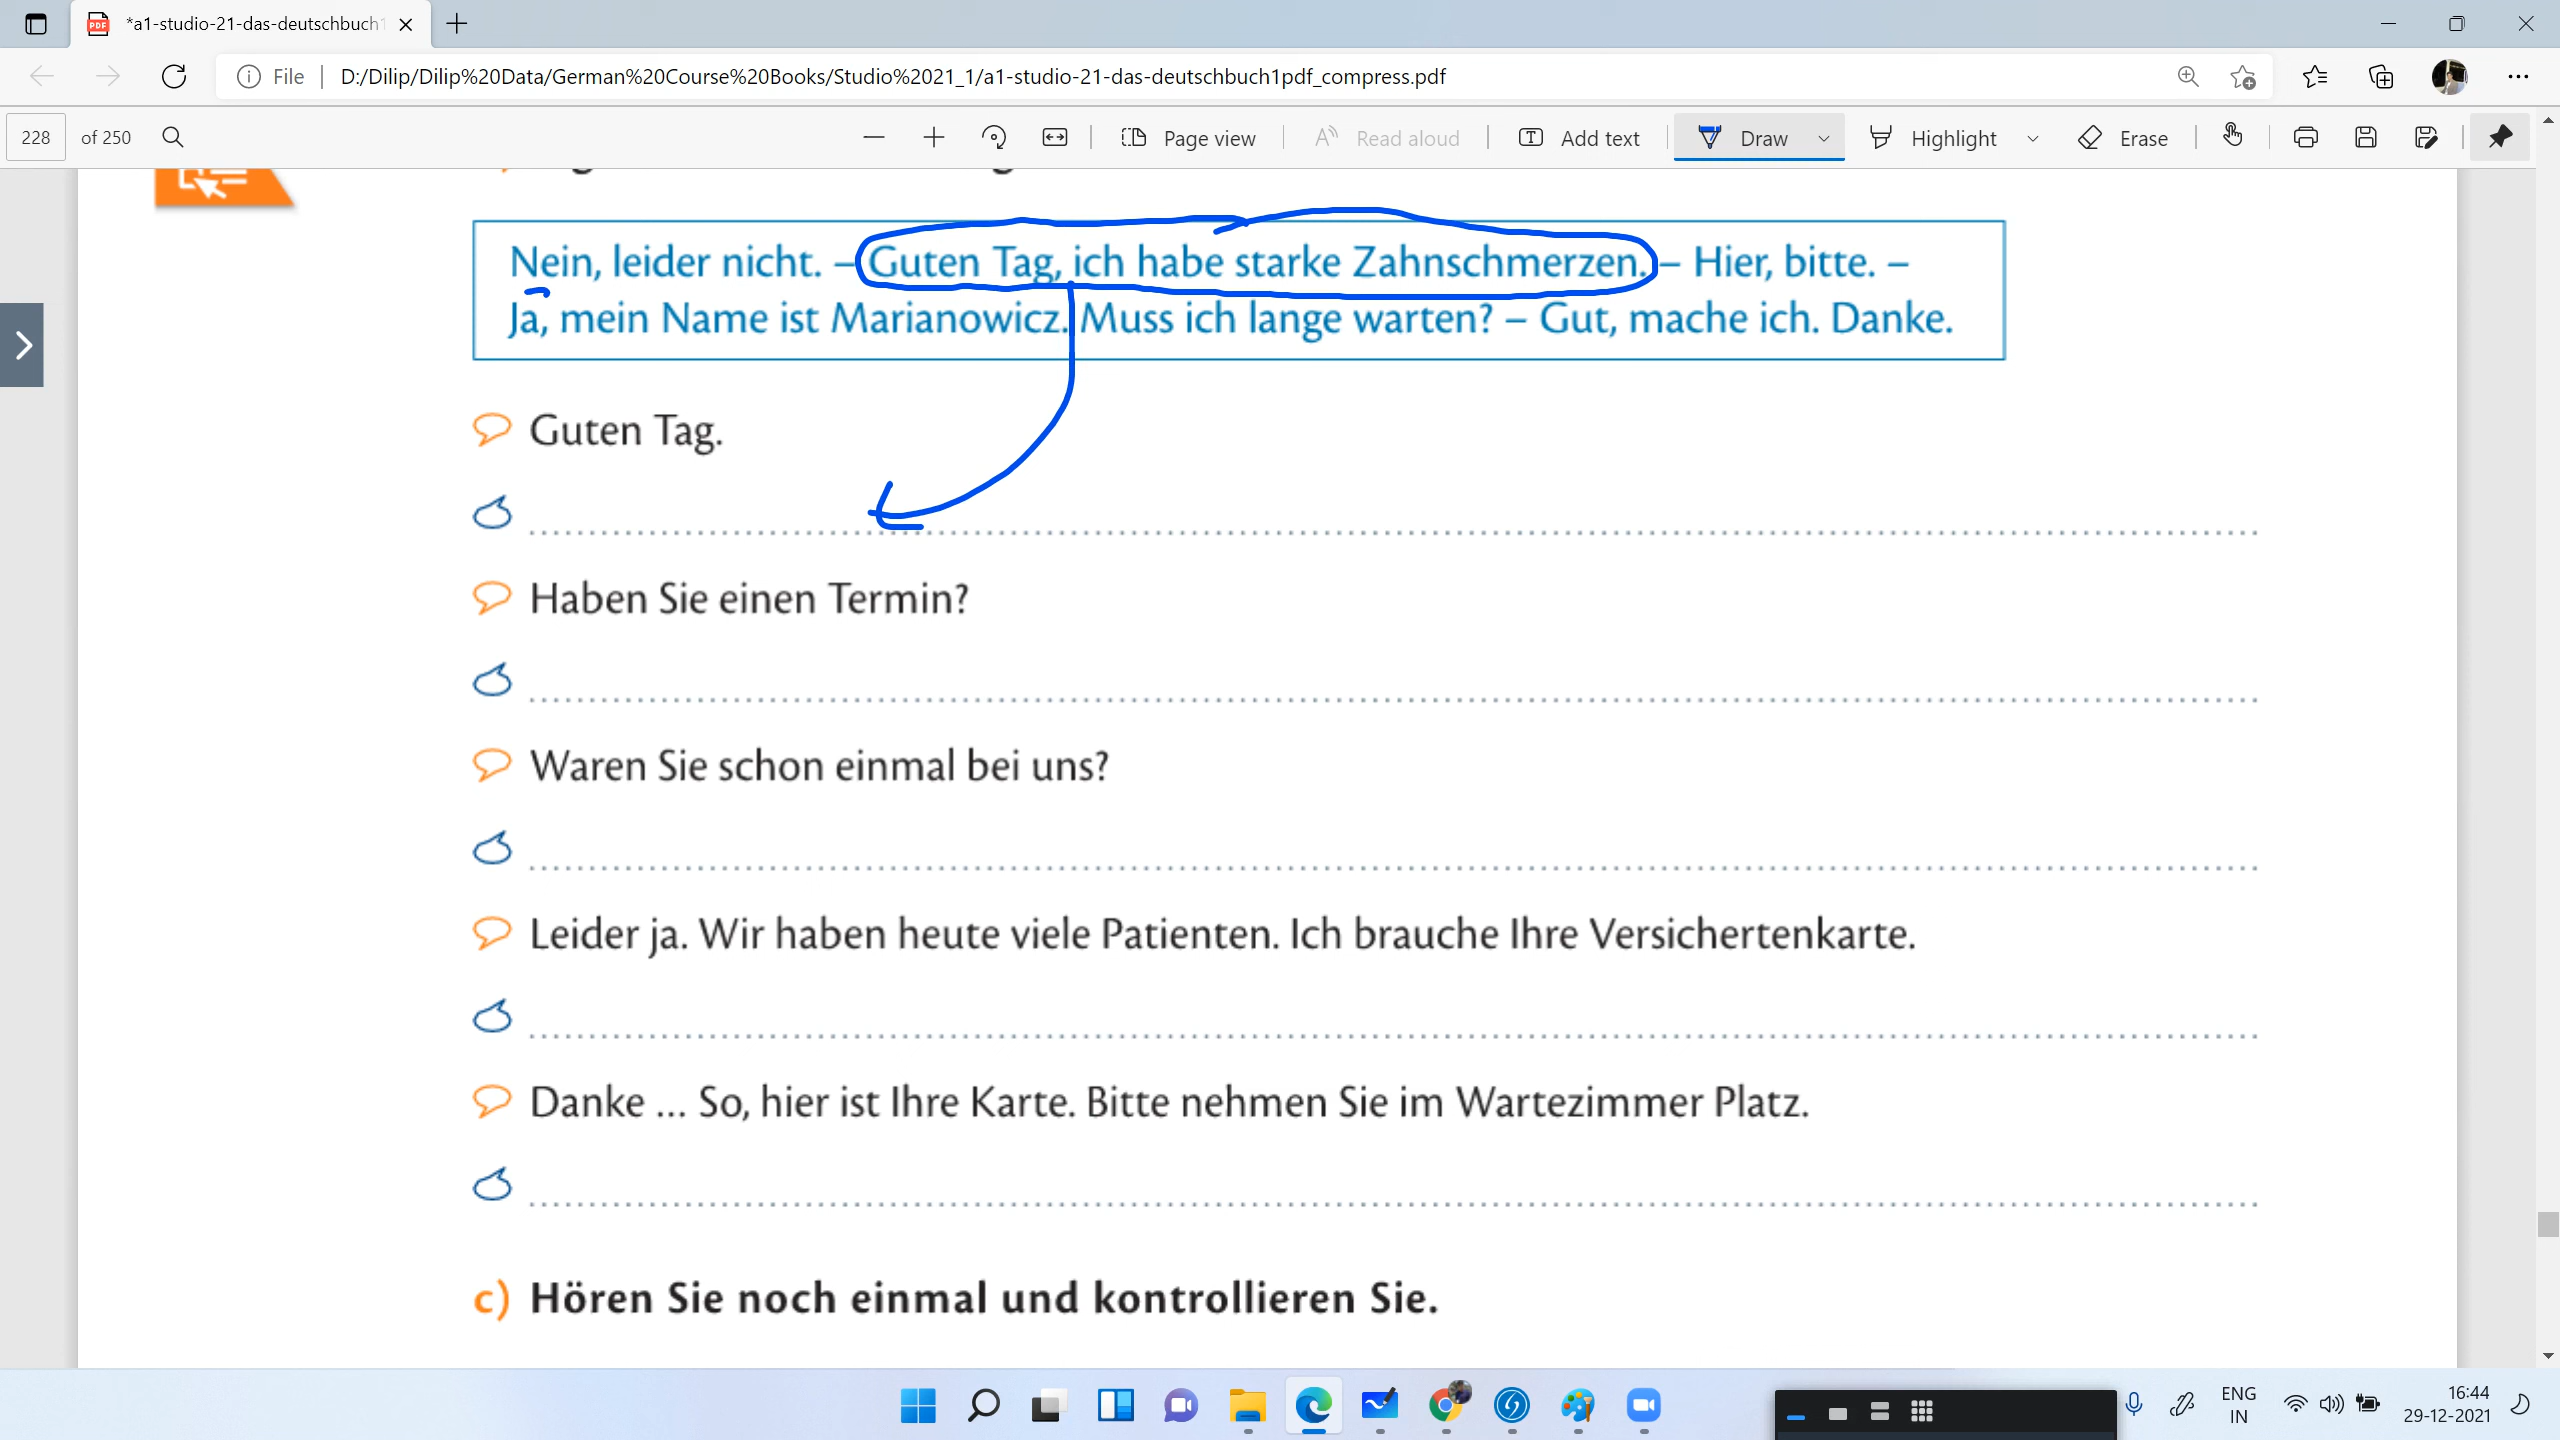 *a1-studio-21-das-deutschbuch1
File
D:/Dilip/Dilip%20Data/German%20Course%20Books/Studio%2021_1/a1-studio-21-das-deutschbuch1pdf_compress.pdf
228 of 250
Page view
Read aloud
Add text
Draw
Highlight
Erase
Nein, leider nicht. – Guten Tag, ich habe starke Zahnschmerzen. – Hier, bitte. –
Ja, mein Name ist Marianowicz. Muss ich lange warten? – Gut, mache ich. Danke.
Guten Tag.
Haben Sie einen Termin?
Waren Sie schon einmal bei uns?
Leider ja. Wir haben heute viele Patienten. Ich brauche Ihre Versichertenkarte.
Danke ... So, hier ist Ihre Karte. Bitte nehmen Sie im Wartezimmer Platz.
c) Hören Sie noch einmal und kontrollieren Sie.
ENG
IN
16:44
29-12-2021